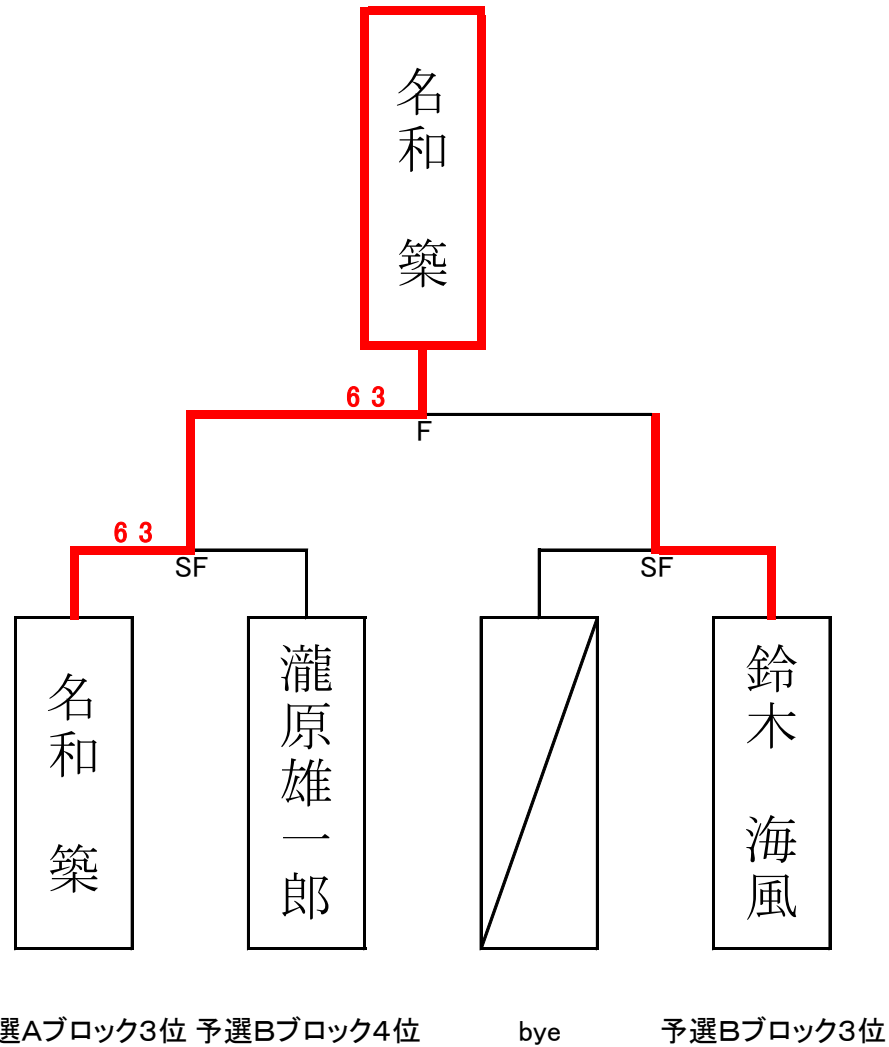 名和 築
6 3
F
6 3
SF
SF
名和 築
瀧原雄一郎
鈴木 海風
選Aブロック3位
予選Bブロック4位
bye
予選Bブロック3位